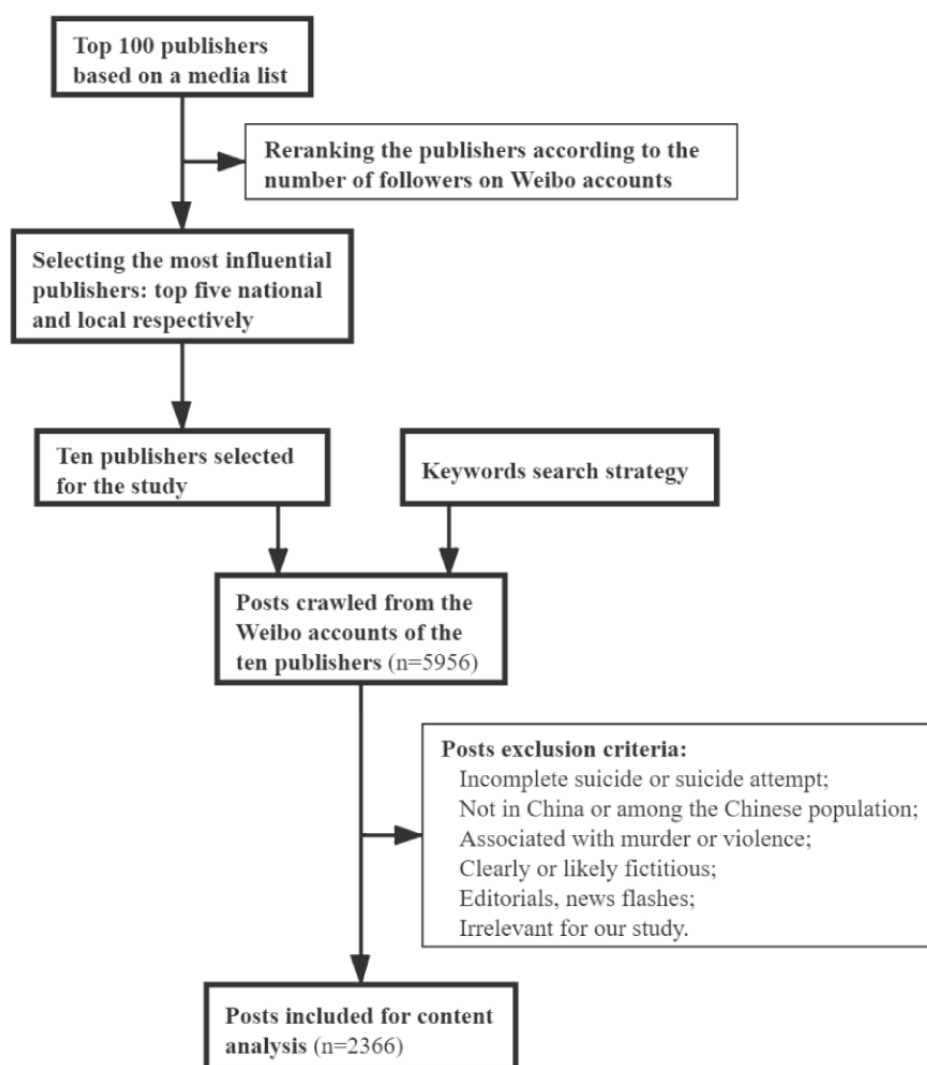 Top 100 publishers
based on a media list
Reranking the publishers according to the
number of followers on Weibo accounts
Selecting the most influential
publishers: top five national
and local respectively
Ten publishers selected
for the study
Keywords search strategy
Posts crawled from the
Weibo accounts of the
ten publishers (n=5956)
Posts exclusion criteria:
Incomplete suicide or suicide attempt;
Not in China or among the Chinese population;
Associated with murder or violence;
Clearly or likely fictitious;
Editorials, news flashes;
Irrelevant for our study.
Posts included for content
analysis (n=2366)